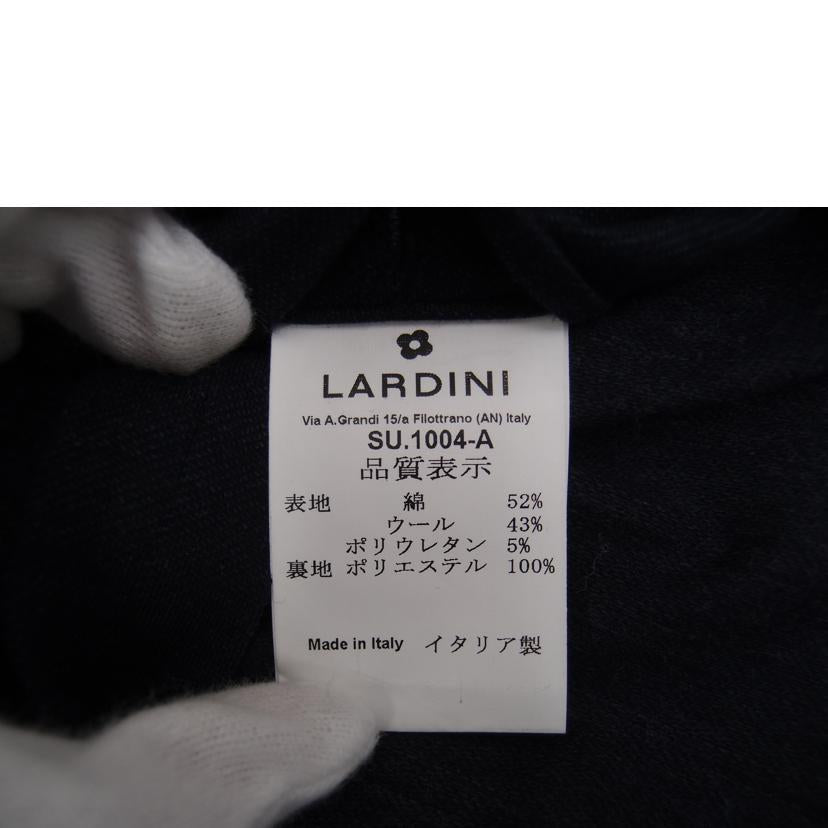 LARDINI
Via A.Grandi 15/a Filottrano (AN) Italy
SU.1004-A
品質表示
表地 綿 52%
ウール 43%
ポリウレタン 5%
裏地 ポリエステル 100%
Made in Italy イタリア製